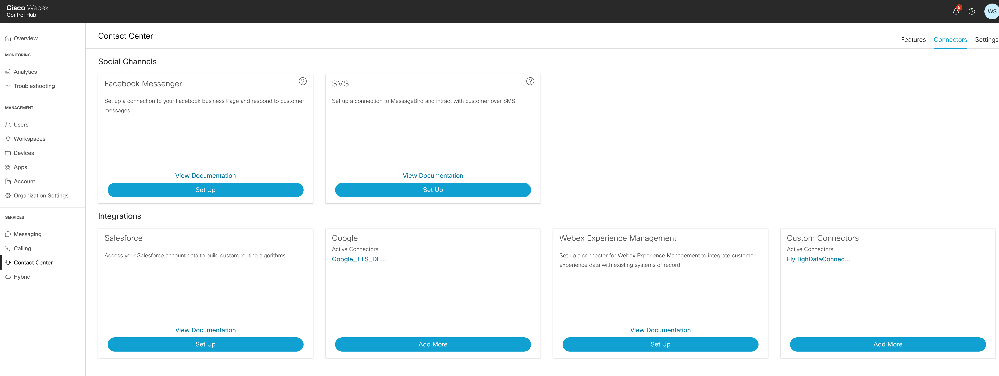 Cisco Webex
Control Hub
5
WS
Overview
MONITORING
Analytics
Troubleshooting
MANAGEMENT
Users
Workspaces
Devices
Apps
Account
Organization Settings
SERVICES
Messaging
Calling
Contact Center
Hybrid
Contact Center
Features Connectors Settings
Social Channels
Facebook Messenger
Set up a connection to your Facebook Business Page and respond to customer
messages.
View Documentation
Set Up
SMS
Set up a connection to MessageBird and intract with customer over SMS.
View Documentation
Set Up
Integrations
Salesforce
Access your Salesforce account data to build custom routing algorithms.
View Documentation
Set Up
Google
Active Connectors
Google_TTS_DE...
Add More
Webex Experience Management
Set up a connector for Webex Experience Management to integrate customer
experience data with existing systems of record.
View Documentation
Set Up
Custom Connectors
Active Connectors
FlyHighDataConnec...
Add More